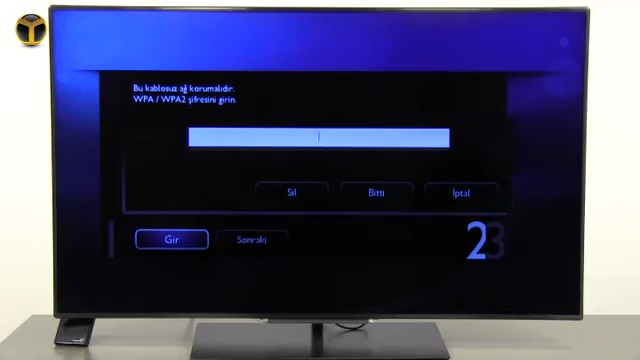 Bu kablosuz ağ korumalıdır.
WPA / WPA2 şifresini girin.
Sil
Bitti
İptal
Gir
Sonraki
23